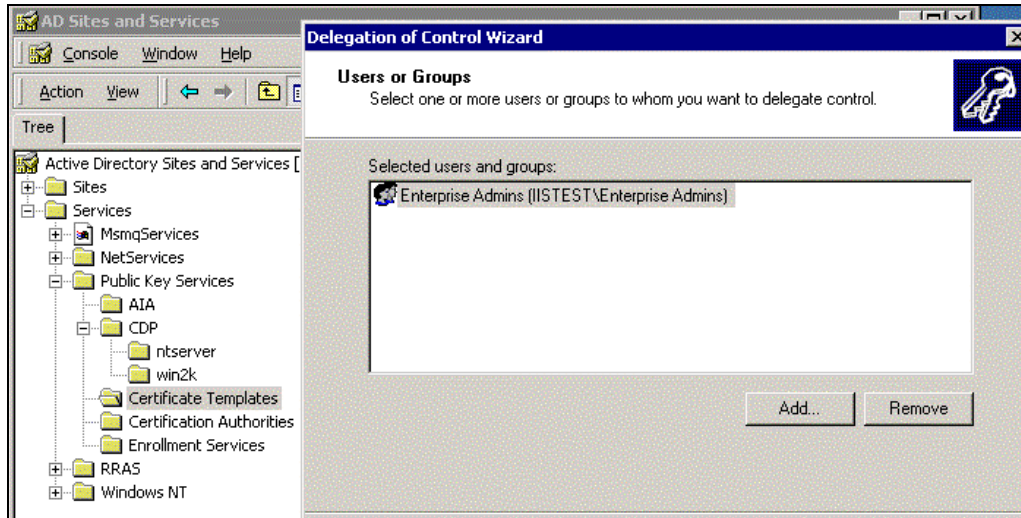 AD Sites and Services
Console Window Help
Action View
Tree
Active Directory Sites and Services [
Sites
Services
MsmqServices
NetServices
Public Key Services
AIA
CDP
ntserver
win2k
Certificate Templates
Certification Authorities
Enrollment Services
RRAS
Windows NT
Delegation of Control Wizard
Users or Groups
Select one or more users or groups to whom you want to delegate control.
Selected users and groups:
Enterprise Admins (IISTEST\Enterprise Admins)
Add... Remove